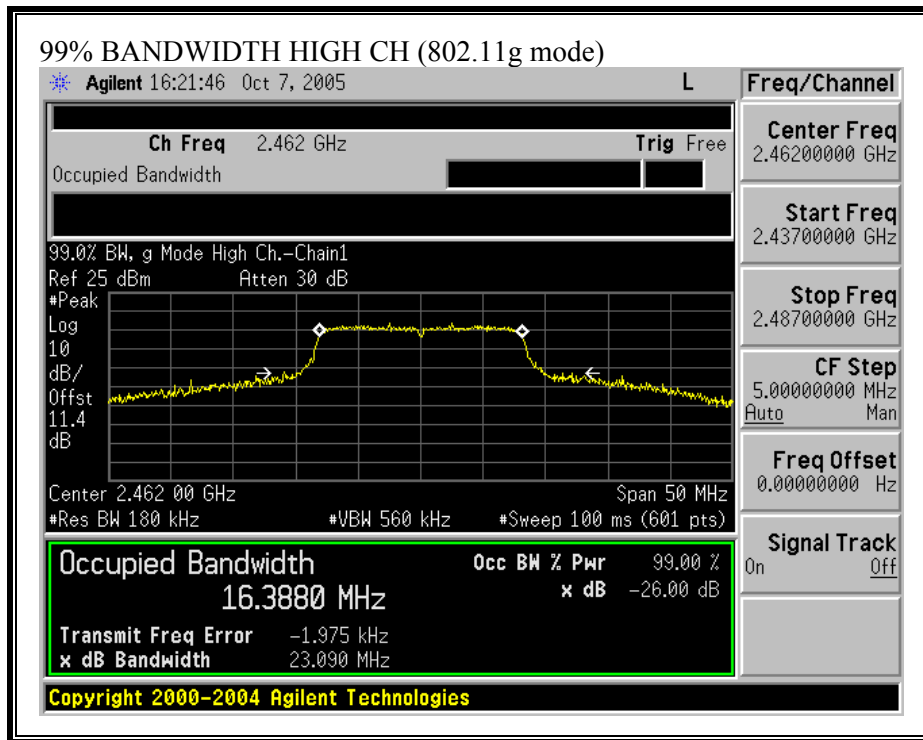 99% BANDWIDTH HIGH CH (802.11g mode)
Agilent 16:21:46 Oct 7, 2005 L Freq/Channel
Ch Freq 2.462 GHz Trig Free
Occupied Bandwidth
Center Freq
2.46200000 GHz
Start Freq
2.43700000 GHz
Stop Freq
2.48700000 GHz
CF Step
5.00000000 MHz
Auto Man
Freq Offset
0.00000000 Hz
Signal Track
On Off
99.0% BW, g Mode High Ch.-Chain1
Ref 25 dBm Atten 30 dB
#Peak
Log
10
dB/
Offst
11.4
dB
Center 2.462 00 GHz Span 50 MHz
#Res BW 180 kHz #VBW 560 kHz #Sweep 100 ms (601 pts)
Occupied Bandwidth Occ BW % Pwr 99.00 %
16.3880 MHz x dB -26.00 dB
Transmit Freq Error -1.975 kHz
x dB Bandwidth 23.090 MHz
Copyright 2000-2004 Agilent Technologies